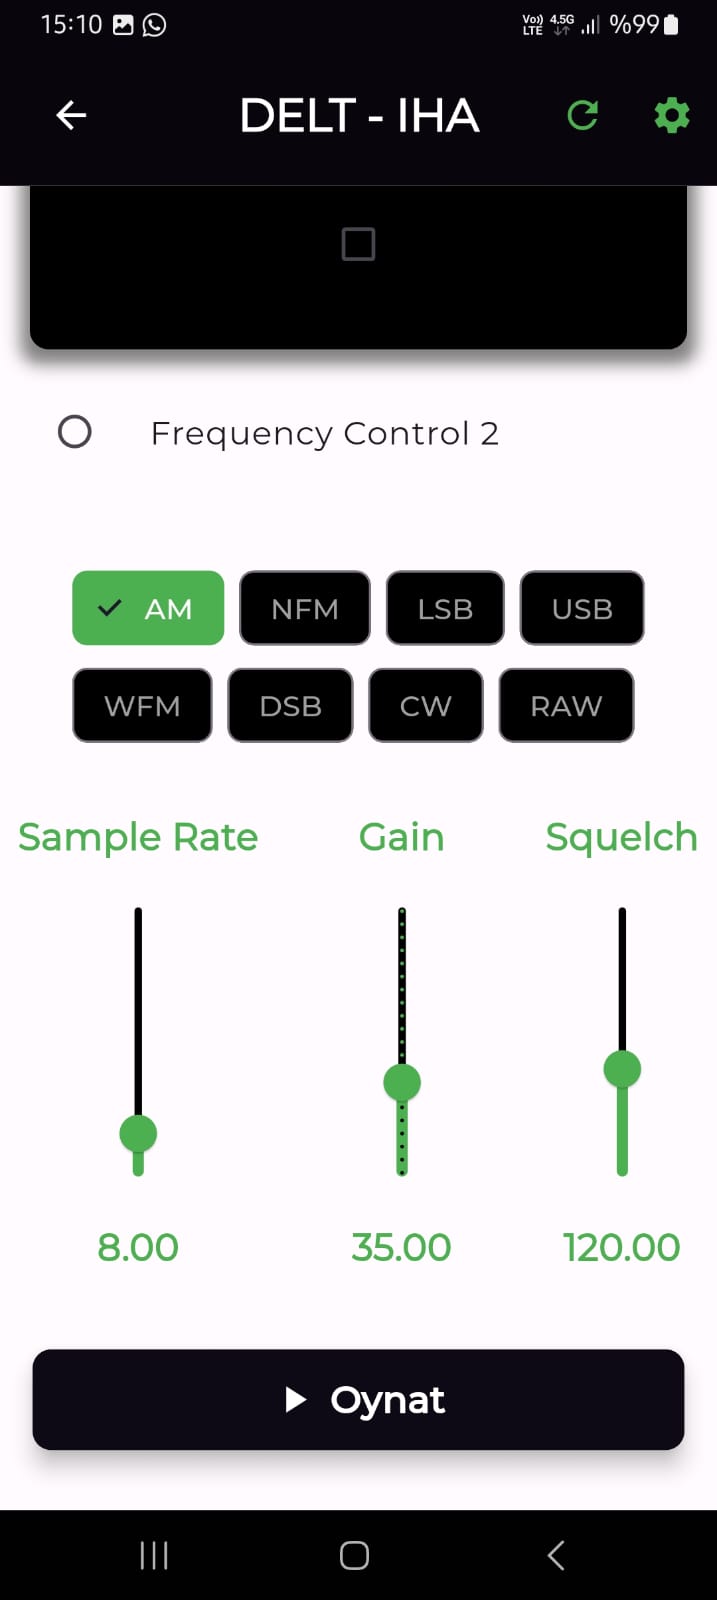 15:10 Vo)) LTE 4.5G %99
DELT - IHA
Frequency Control 2
AM NFM LSB USB
WFM DSB CW RAW
Sample Rate Gain Squelch
8.00 35.00 120.00
Oynat